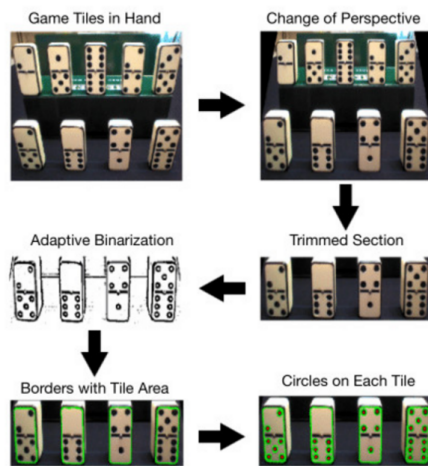 Game Tiles in Hand
Change of Perspective
Adaptive Binarization
Trimmed Section
Borders with Tile Area
Circles on Each Tile